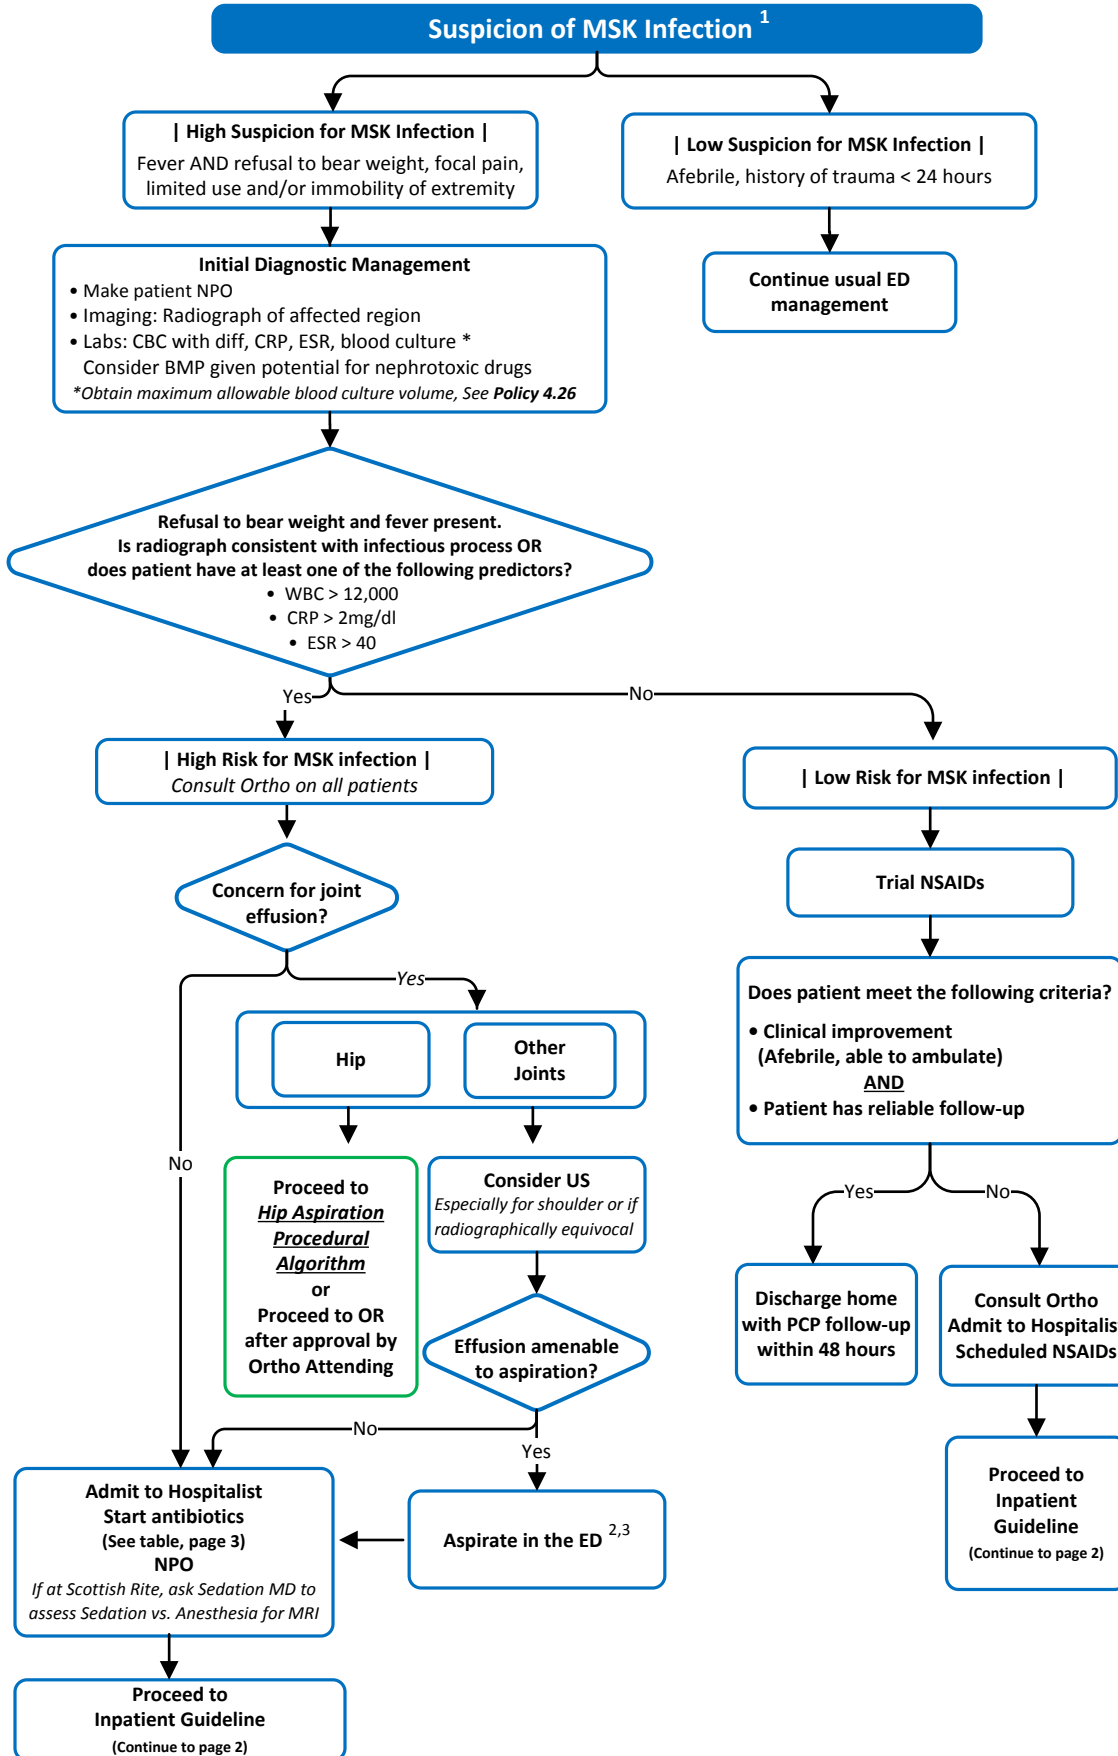 Suspicion of MSK Infection 1
| High Suspicion for MSK Infection |
Fever AND refusal to bear weight, focal pain,
limited use and/or immobility of extremity
| Low Suspicion for MSK Infection |
Afebrile, history of trauma < 24 hours
Initial Diagnostic Management
• Make patient NPO
• Imaging: Radiograph of affected region
• Labs: CBC with diff, CRP, ESR, blood culture *
Consider BMP given potential for nephrotoxic drugs
*Obtain maximum allowable blood culture volume, See Policy 4.26
Continue usual ED
management
Refusal to bear weight and fever present.
Is radiograph consistent with infectious process OR
does patient have at least one of the following predictors?
• WBC > 12,000
• CRP > 2mg/dl
• ESR > 40
Yes
No
| High Risk for MSK infection |
Consult Ortho on all patients
| Low Risk for MSK infection |
Concern for joint
effusion?
Trial NSAIDs
Yes
No
Hip
Other
Joints
Does patient meet the following criteria?
• Clinical improvement
(Afebrile, able to ambulate)
AND
• Patient has reliable follow-up
Proceed to
Hip Aspiration
Procedural
Algorithm
or
Proceed to OR
after approval by
Ortho Attending
Consider US
Especially for shoulder or if
radiographically equivocal
Yes
No
Effusion amenable
to aspiration?
Discharge home
with PCP follow-up
within 48 hours
Consult Ortho
Admit to Hospitalis
Scheduled NSAIDs
No
Yes
Admit to Hospitalist
Start antibiotics
(See table, page 3)
NPO
If at Scottish Rite, ask Sedation MD to
assess Sedation vs. Anesthesia for MRI
Aspirate in the ED 2,3
Proceed to
Inpatient
Guideline
(Continue to page 2)
Proceed to
Inpatient Guideline
(Continue to page 2)